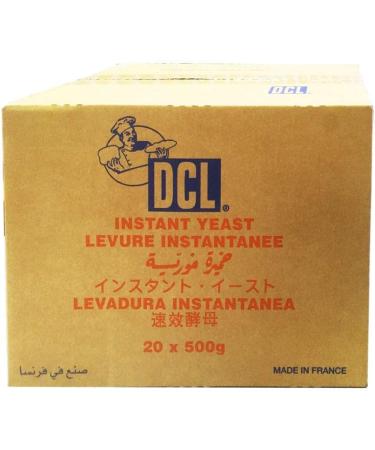 DCL
DCL®
INSTANT YEAST
LEVURE INSTANTANEE
خميرة فورية
インスタント・イースト
LEVADURA INSTANTANEA
速效酵母
20 x 500g
صنع في فرنسا
MADE IN FRANCE